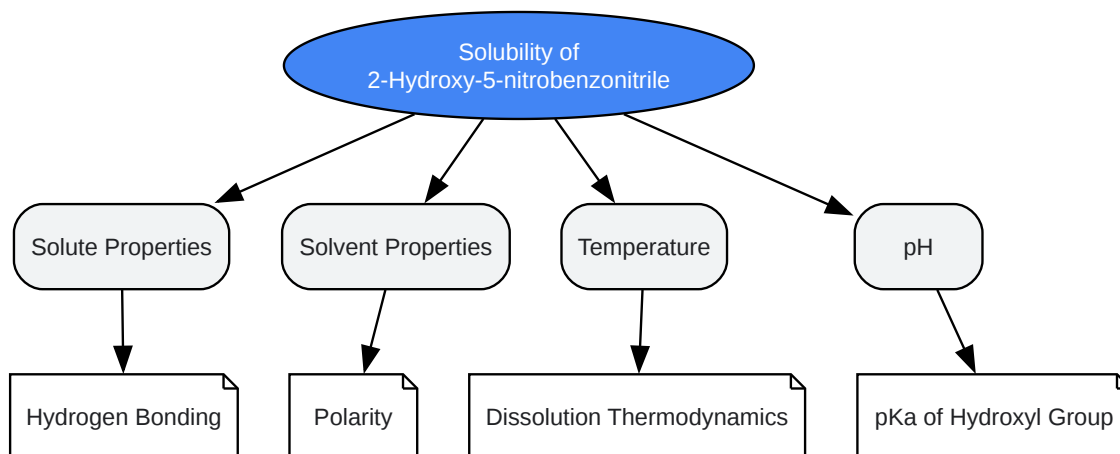 Solubility of
2-Hydroxy-5-nitrobenzonitrile
Solute Properties
Solvent Properties
Temperature
pH
Hydrogen Bonding
Polarity
Dissolution Thermodynamics
pKa of Hydroxyl Group